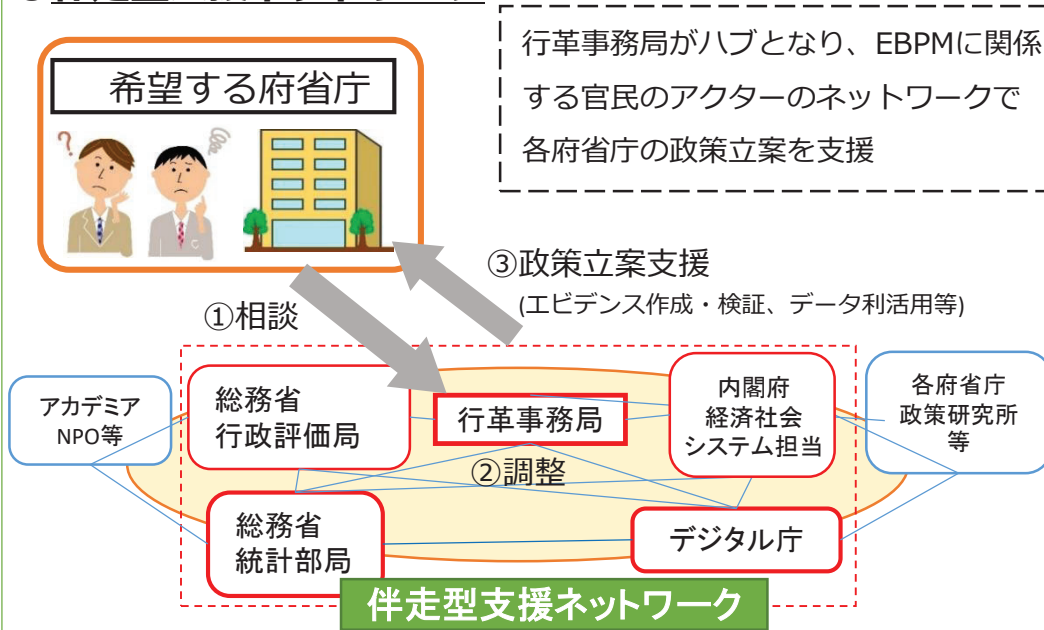 行革事務局がハブとなり、EBPMに関係
する官民のアクターのネットワークで
各府省庁の政策立案を支援
希望する府省庁
?
③政策立案支援
(エビデンス作成・検証、データ利活用等)
①相談
アカデミア
NPO等
総務省
行政評価局
行革事務局
内閣府
経済社会
システム担当
各府省庁
政策研究所
等
②調整
総務省
統計部局
デジタル庁
伴走型支援ネットワーク